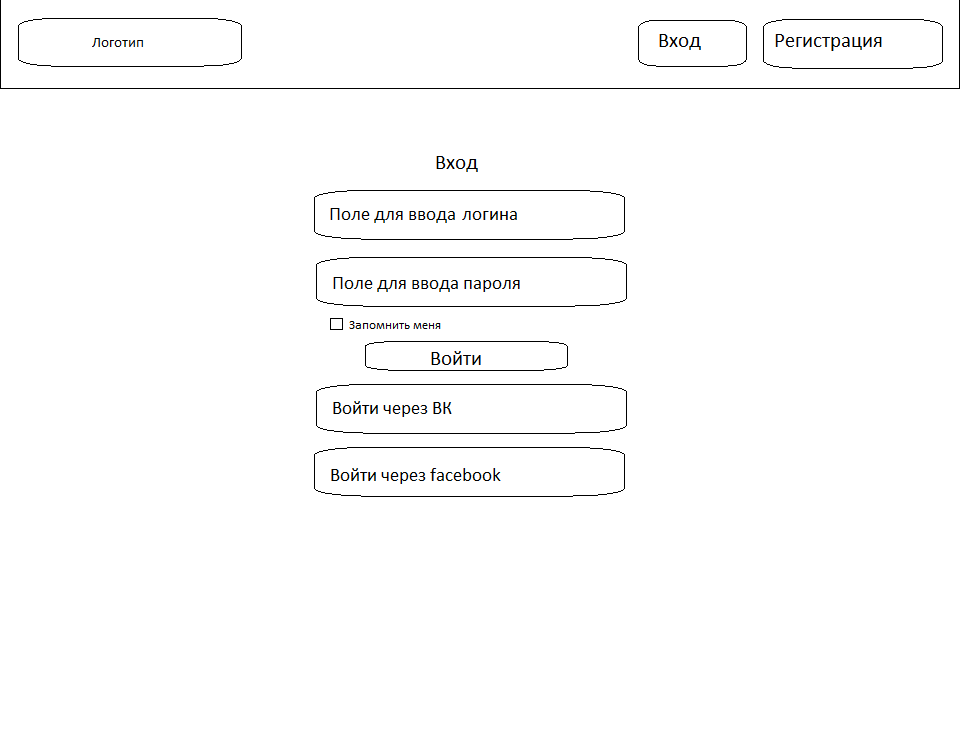 Логотип
Вход
Регистрация
Вход
Поле для ввода логина
Поле для ввода пароля
Запомнить меня
Войти
Войти через ВК
Войти через facebook